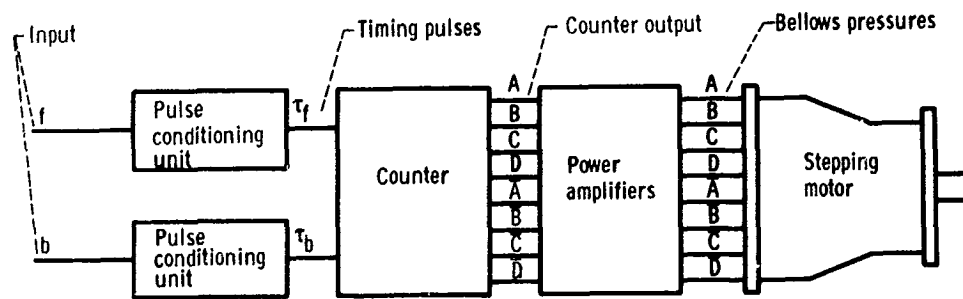 Input
Timing pulses
Counter output
Bellows pressures
f
Pulse
conditioning
unit
τf
b
Pulse
conditioning
unit
τb
Counter
A
B
C
D
A̅
B̅
C̅
D̅
Power
amplifiers
A
B
C
D
A̅
B̅
C̅
D̅
Stepping
motor